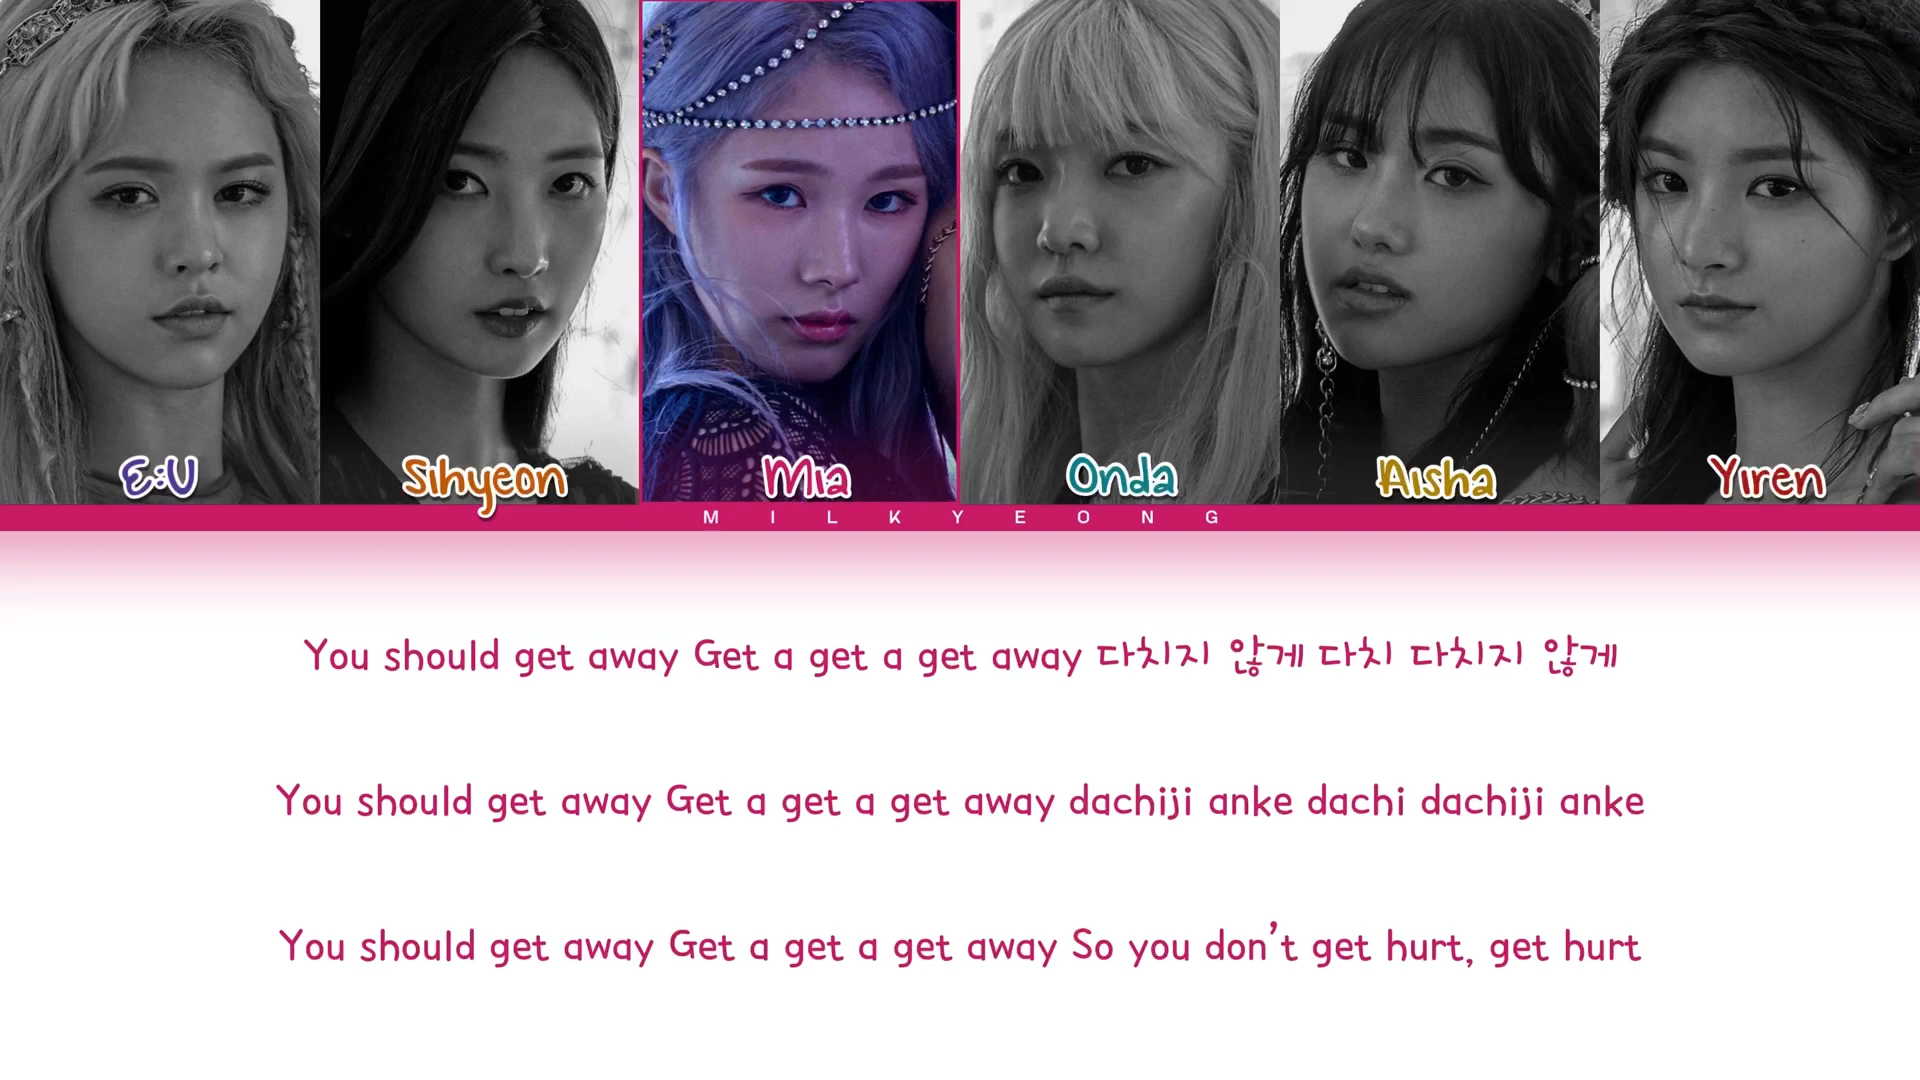 E:U Sihyeon Mia Onda Aisha Yiren
MILKYEONG
You should get away Get a get a get away 다치지 않게 다치 다치지 않게
You should get away Get a get a get away dachiji anke dachi dachiji anke
You should get away Get a get a get away So you don't get hurt, get hurt